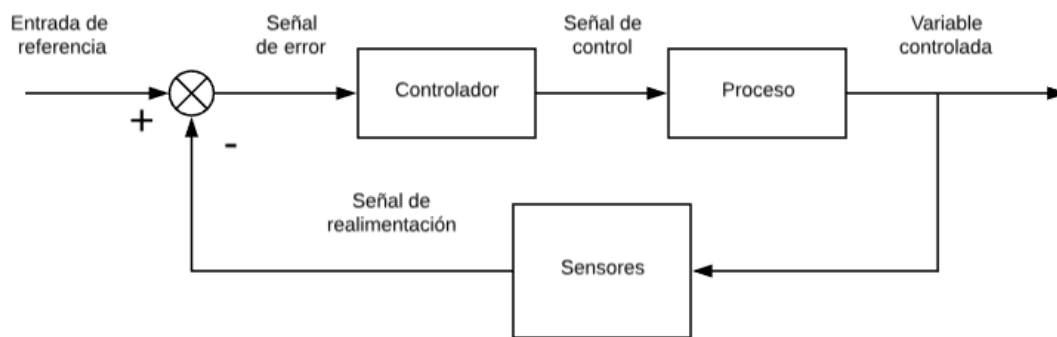 Entrada de
referencia
Señal
de error
Señal de
control
Variable
controlada
Controlador
Proceso
+
-
Señal de
realimentación
Sensores